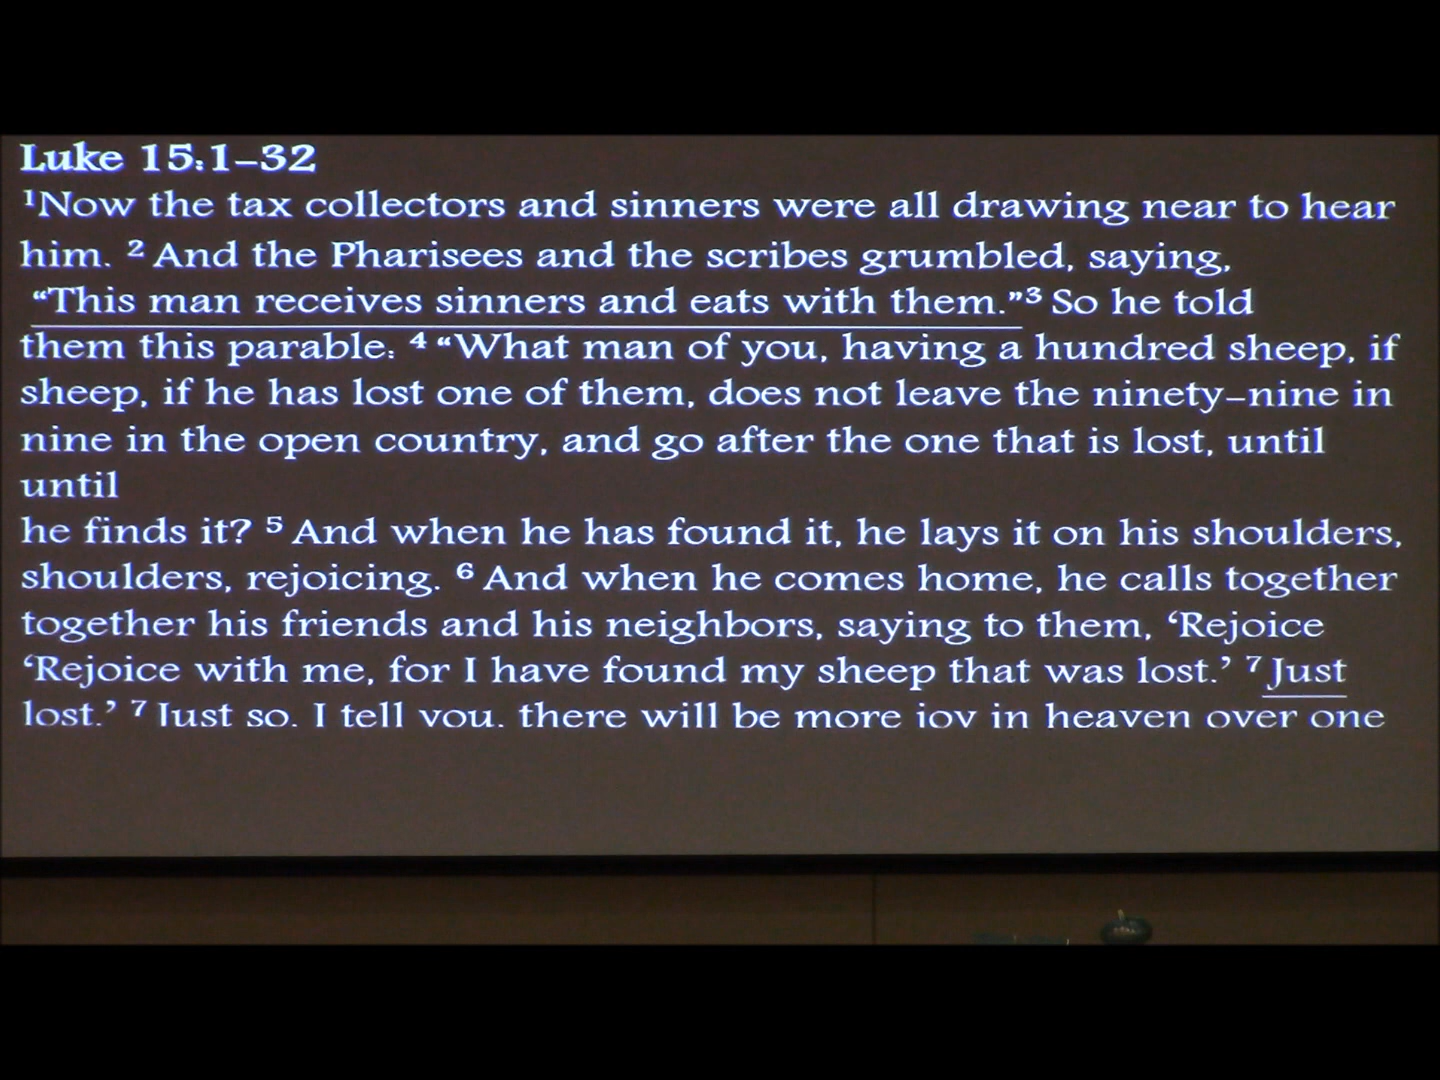 Luke 15:1–32
¹Now the tax collectors and sinners were all drawing near to hear
him. ² And the Pharisees and the scribes grumbled, saying,
“This man receives sinners and eats with them.”³ So he told
them this parable: ⁴ “What man of you, having a hundred sheep, if
sheep, if he has lost one of them, does not leave the ninety–nine in
nine in the open country, and go after the one that is lost, until
until
he finds it? ⁵ And when he has found it, he lays it on his shoulders,
shoulders, rejoicing. ⁶ And when he comes home, he calls together
together his friends and his neighbors, saying to them, ‘Rejoice
‘Rejoice with me, for I have found my sheep that was lost.’ ⁷ Just
lost.’ ⁷ Just so, I tell you, there will be more joy in heaven over one